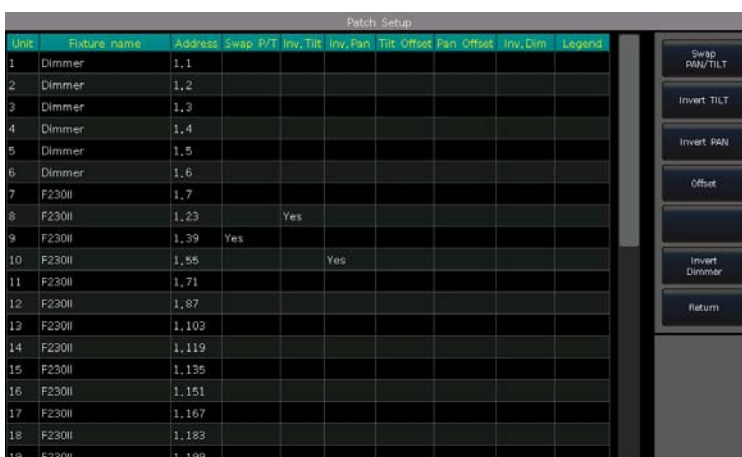 Patch Setup
Unit Fixture name Address Swap P/T Inv.Tilt Inv.Pan Tilt Offset Pan Offset Inv.Dim Legend
1 Dimmer 1.1
2 Dimmer 1.2
3 Dimmer 1.3
4 Dimmer 1.4
5 Dimmer 1.5
6 Dimmer 1.6
7 F230II 1.7
8 F230II 1.23 Yes
9 F230II 1.39 Yes
10 F230II 1.55 Yes
11 F230II 1.71
12 F230II 1.87
13 F230II 1.103
14 F230II 1.119
15 F230II 1.135
16 F230II 1.151
17 F230II 1.167
18 F230II 1.183
19 F230II 1.199
Swap
PAN/TILT
Invert TILT
Invert PAN
Offset
Invert
Dimmer
Return